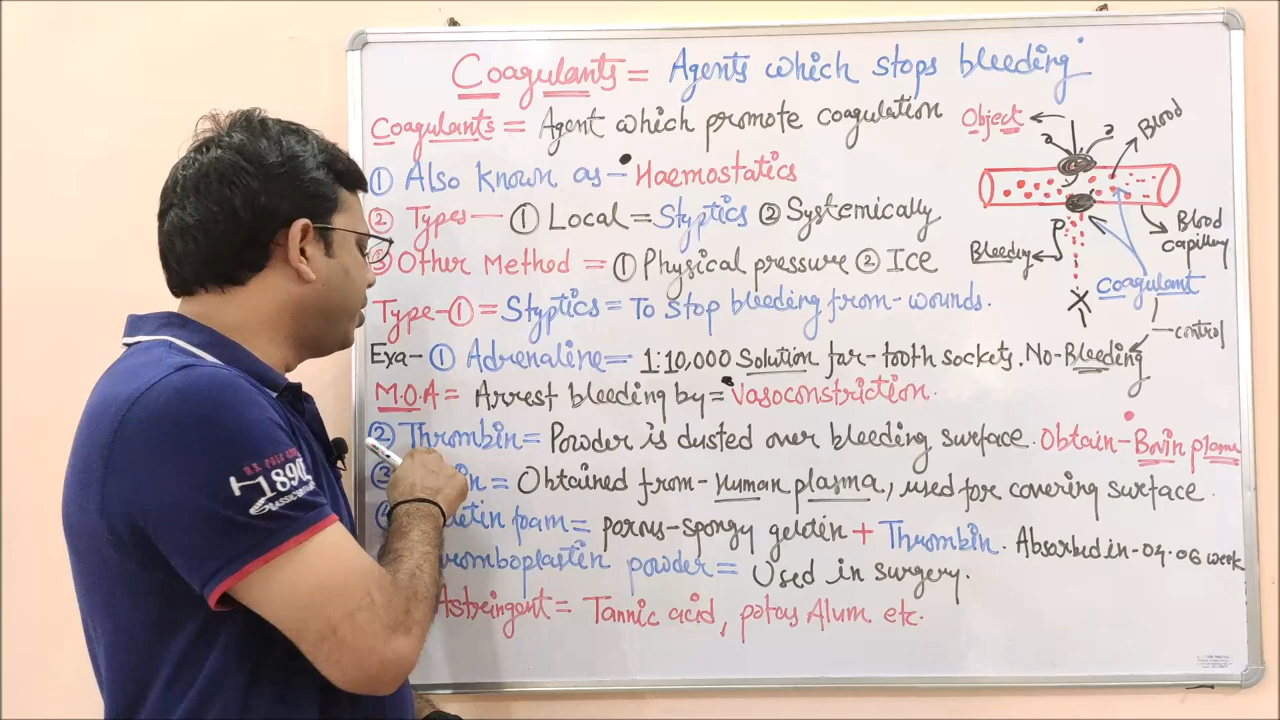 Coagulants = Agents which stops bleeding
Coagulants = Agent which promote coagulation
① Also known as - Haemostatics
② Types — ① Local = Styptics ② Systemically
③ Other Method = ① Physical pressure ② Ice
Type-① = Styptics = To stop bleeding from-wounds.
Exa- ① Adrenaline = 1:10,000 Solution for-tooth sockets. No-Bleeding
M.O.A = Arrest bleeding by = Vasoconstriction.
② Thrombin = Powder is dusted over bleeding surface. Obtain-Bovin plasma
③ = Obtained from-human plasma, used for covering surface.
foam = porus-spongy geletin + Thrombin. Absorbed in-04-06 week
powder = Used in surgery.
Astringent = Tannic acid, potas Alum etc.
Object
Blood
Blood capillary
Bleeding
Coagulant
control
1890